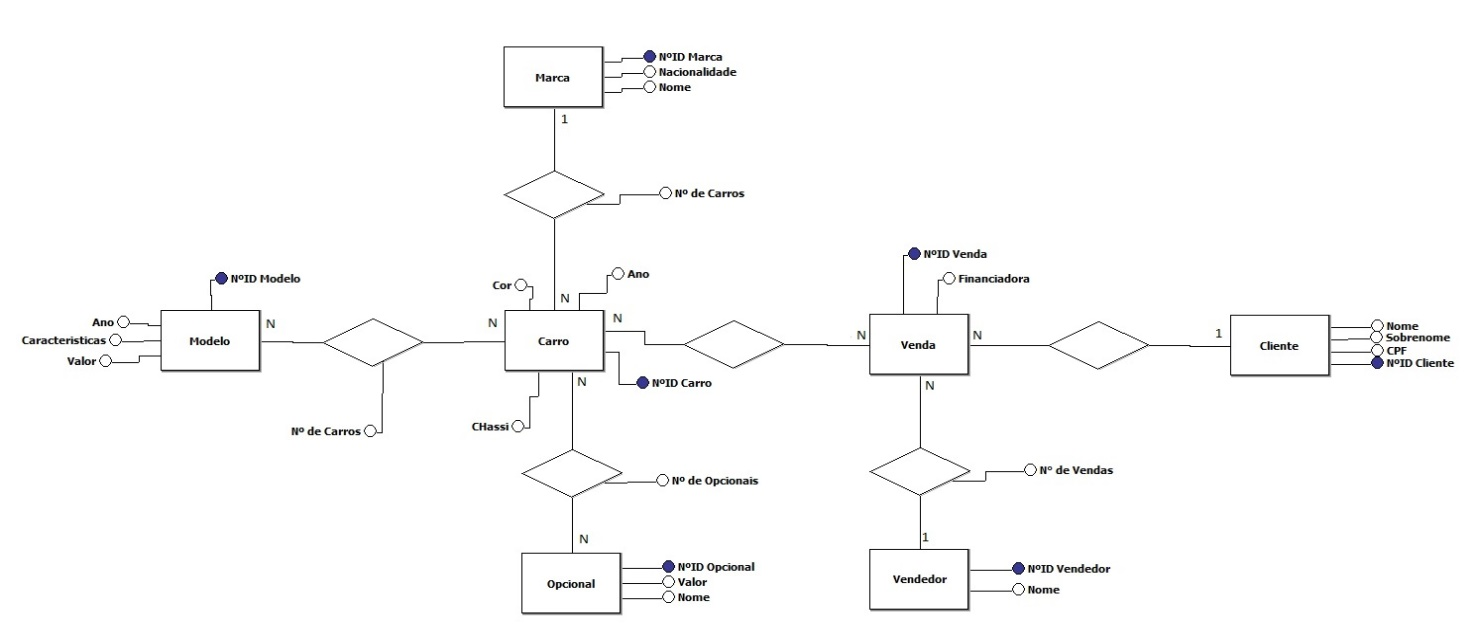 NºID Marca
Marca
Nacionalidade
Nome
1
Nº de Carros
NºID Venda
Financiadora
NºID Modelo
Ano
Cor
N
Ano
Caracteristicas
Valor
Modelo
N
N
Carro
N
N
Venda
N
1
Cliente
Nome
Sobrenome
CPF
NºID Cliente
NºID Carro
N
N
CHassi
Nº de Carros
Nº de Opcionais
N° de Vendas
N
1
NºID Opcional
Opcional
Valor
Nome
NºID Vendedor
Vendedor
Nome